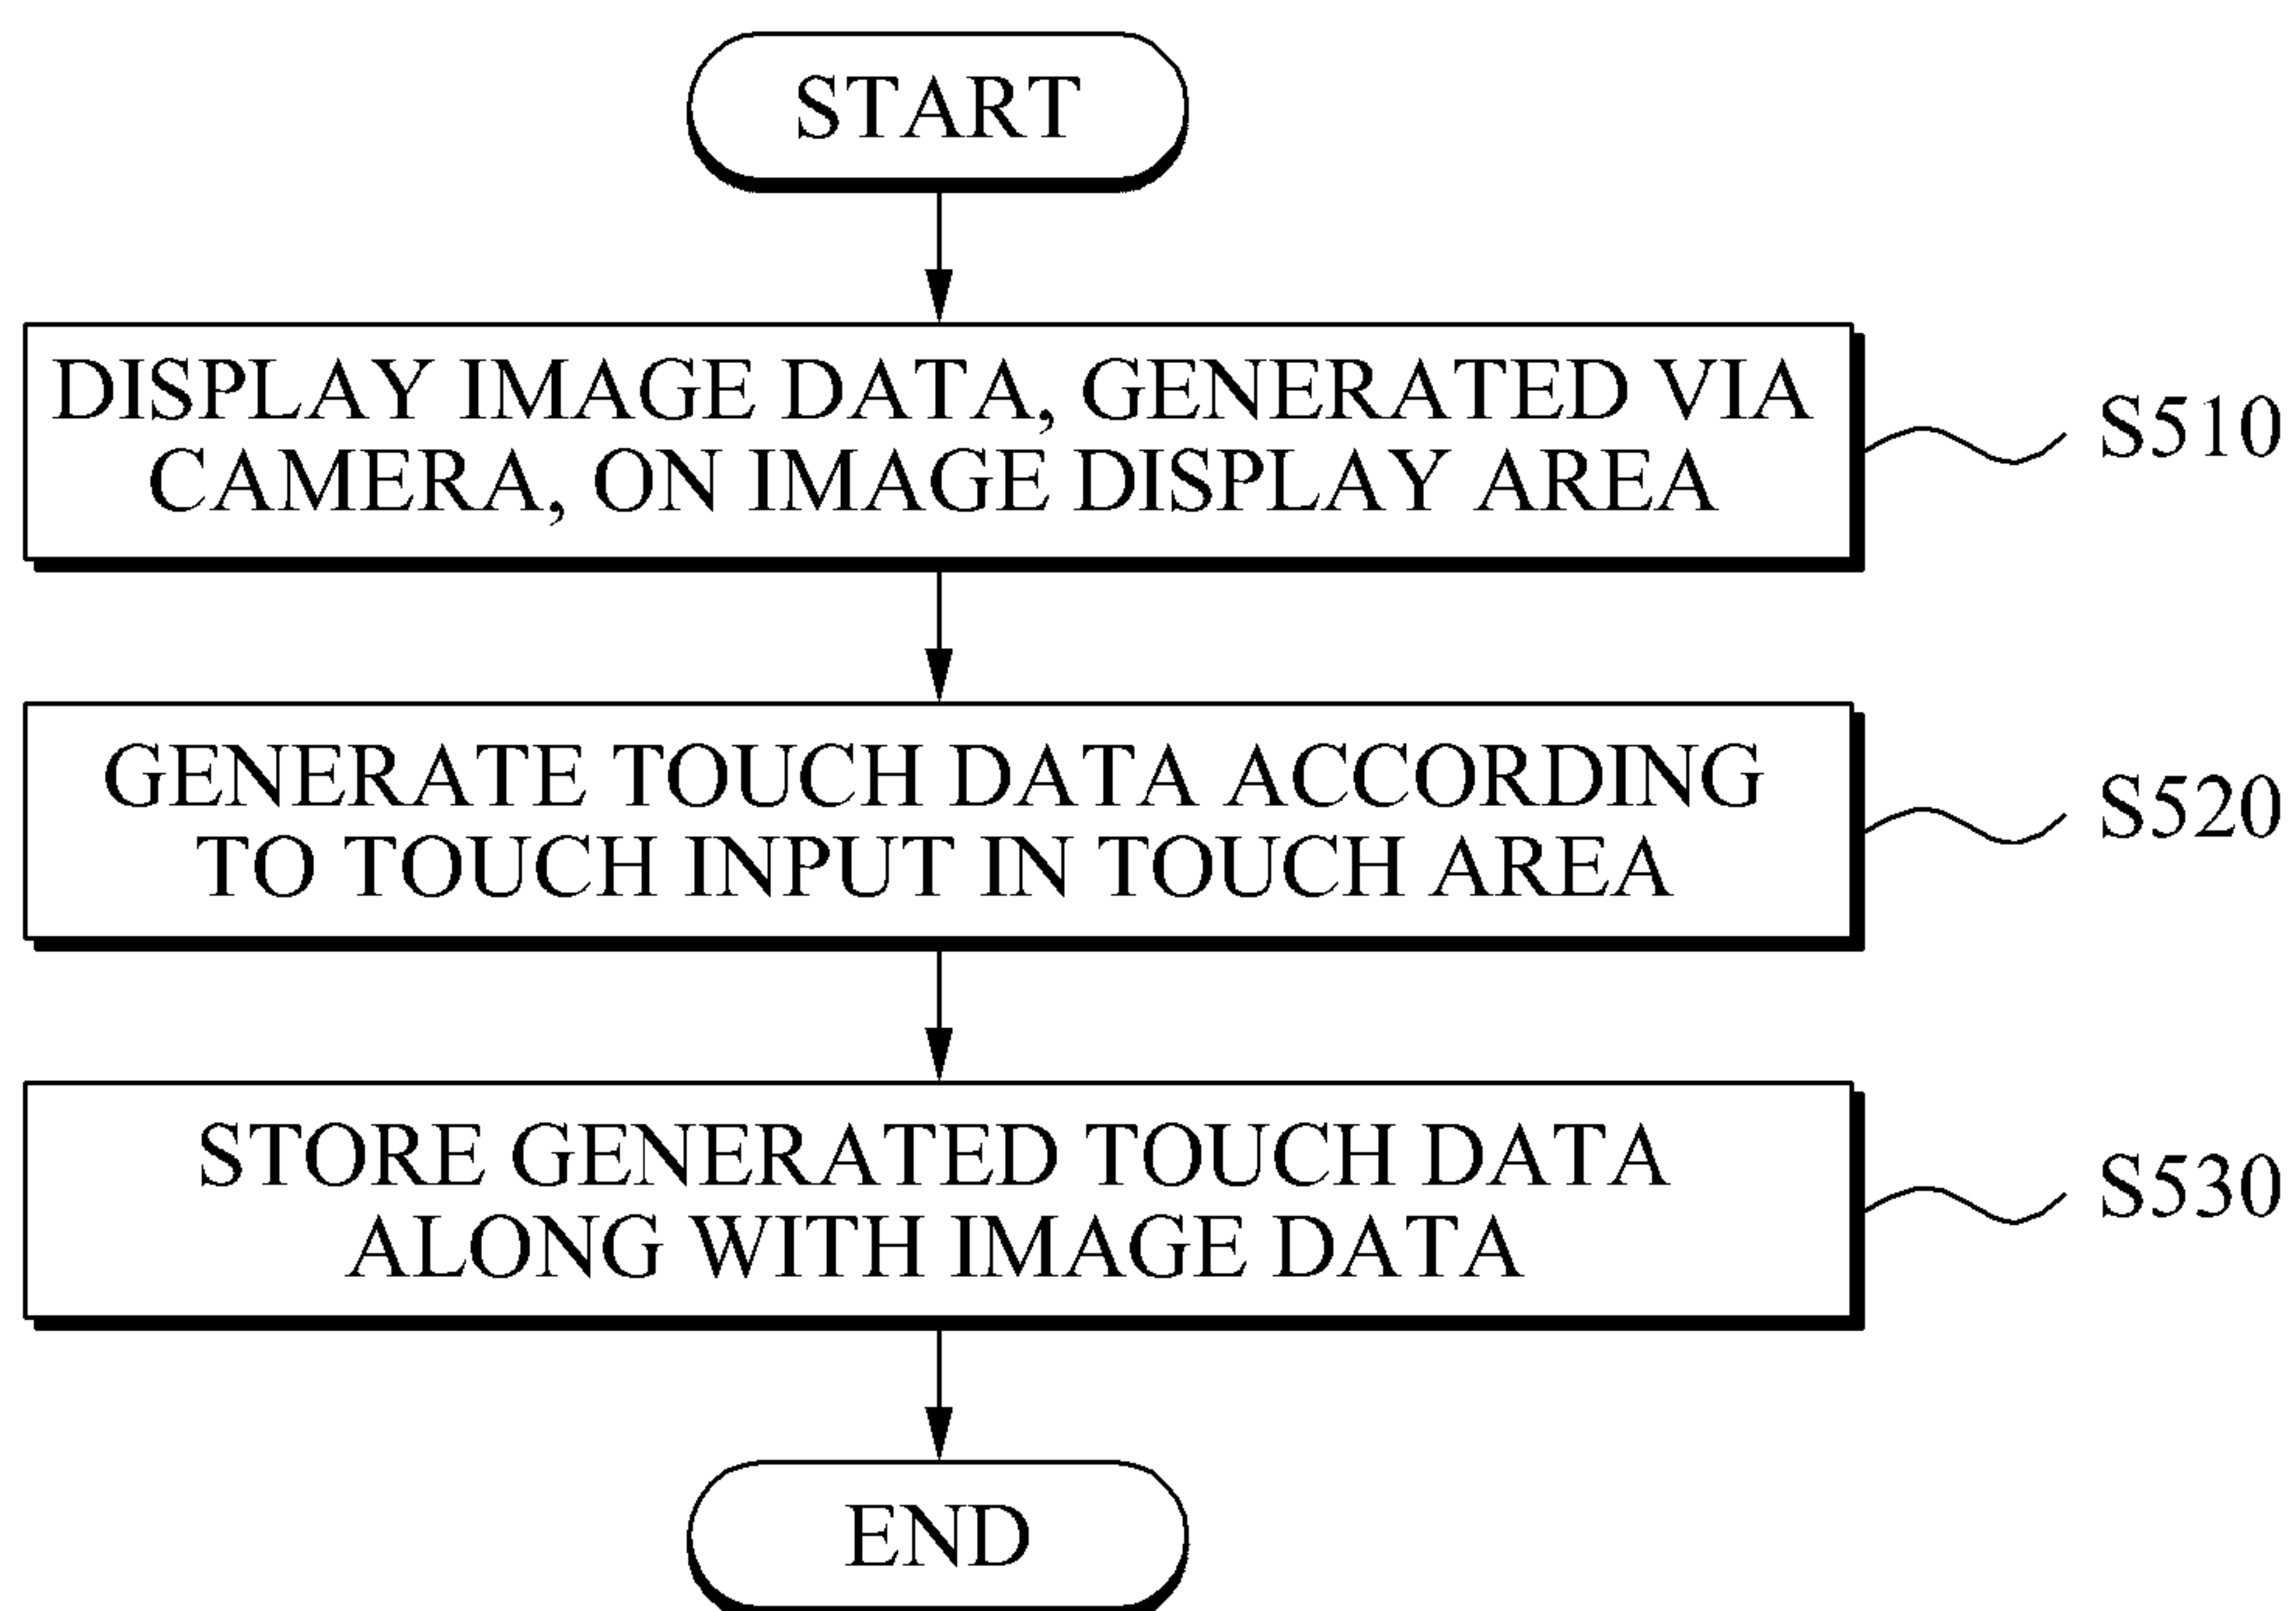 START
DISPLAY IMAGE DATA, GENERATED VIA
CAMERA, ON IMAGE DISPLAY AREA
S510
GENERATE TOUCH DATA ACCORDING
TO TOUCH INPUT IN TOUCH AREA
S520
STORE GENERATED TOUCH DATA
ALONG WITH IMAGE DATA
S530
END